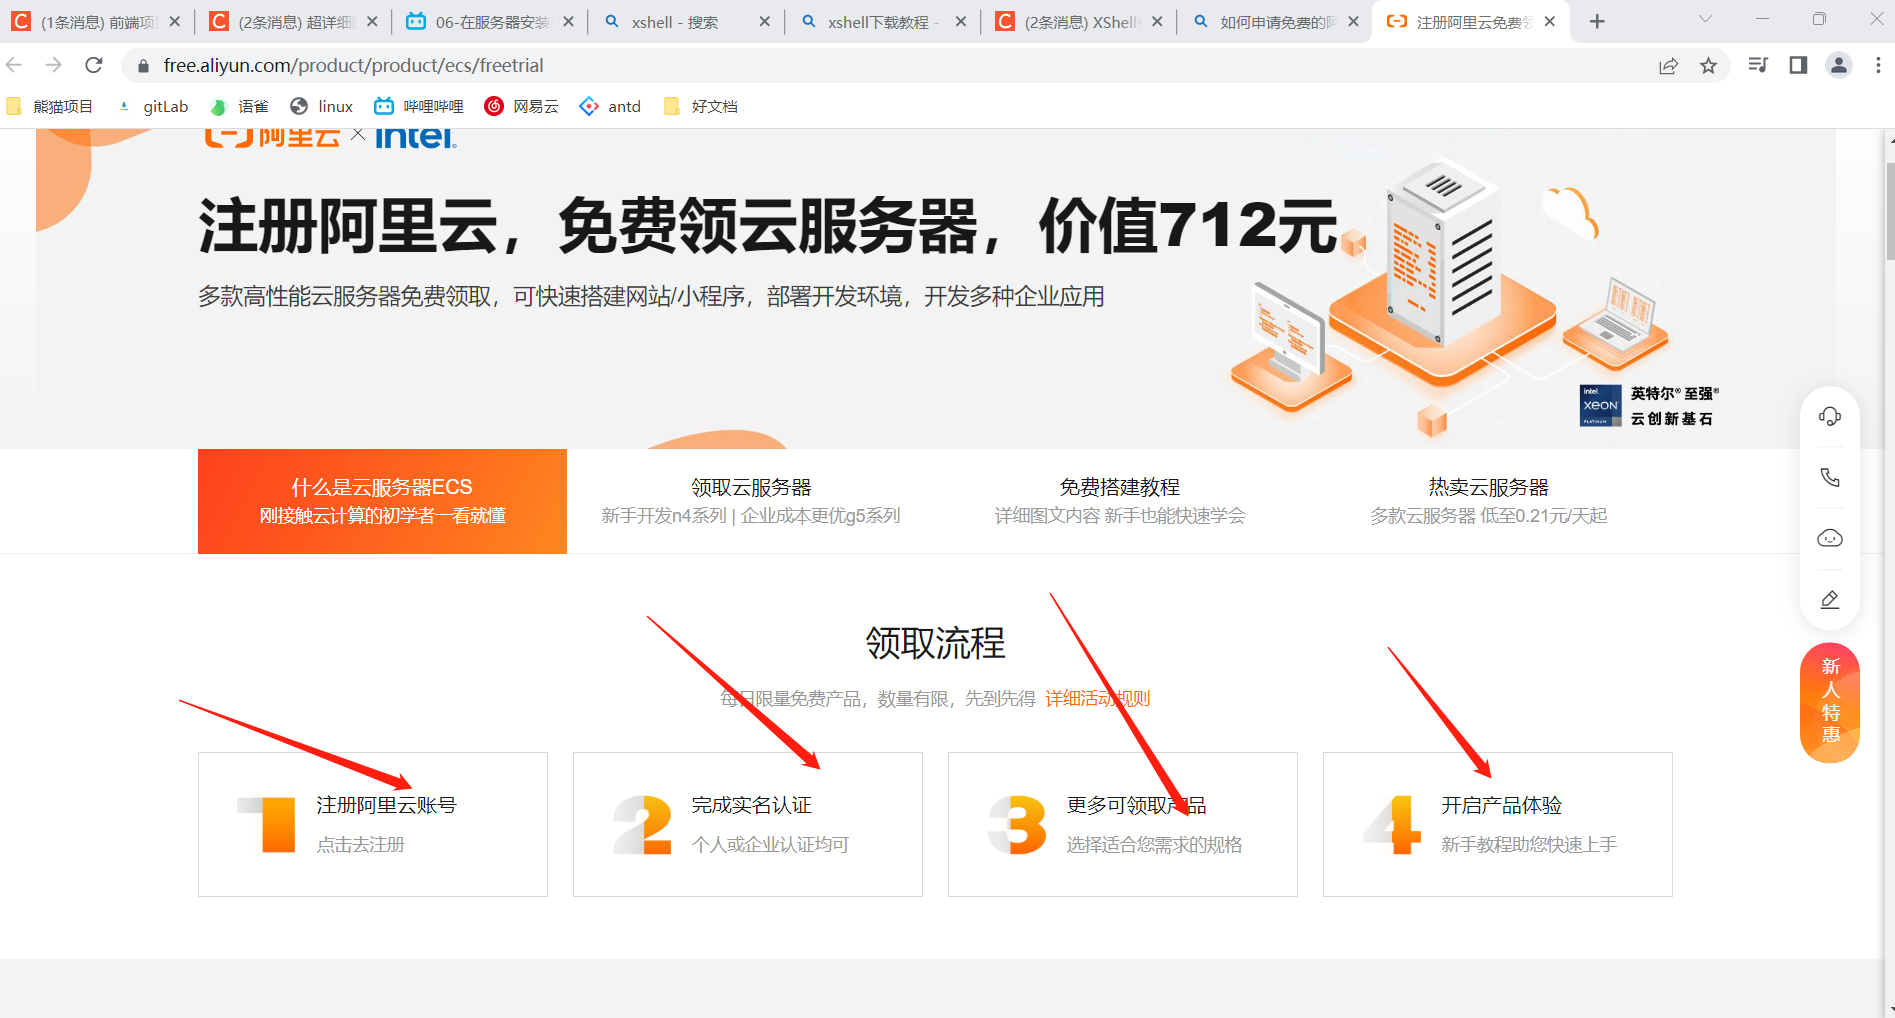 (1条消息) 前端项
(2条消息) 超详细
06-在服务器安装
xshell - 搜索
xshell下载教程 -
(2条消息) XShell
如何申请免费的阿
注册阿里云免费领
free.aliyun.com/product/product/ecs/freetrial
熊猫项目
gitLab
语雀
linux
哔哩哔哩
网易云
antd
好文档
阿里云 × intel.
注册阿里云，免费领云服务器，价值712元
多款高性能云服务器免费领取，可快速搭建网站/小程序，部署开发环境，开发多种企业应用
intel
XEON
PLATINUM
英特尔® 至强®
云创新基石
什么是云服务器ECS
刚接触云计算的初学者一看就懂
领取云服务器
新手开发n4系列 | 企业成本更优g5系列
免费搭建教程
详细图文内容 新手也能快速学会
热卖云服务器
多款云服务器 低至0.21元/天起
领取流程
每日限量免费产品，数量有限，先到先得 详细活动规则
1
注册阿里云账号
点击去注册
2
完成实名认证
个人或企业认证均可
3
更多可领取产品
选择适合您需求的规格
4
开启产品体验
新手教程助您快速上手
新
人
特
惠